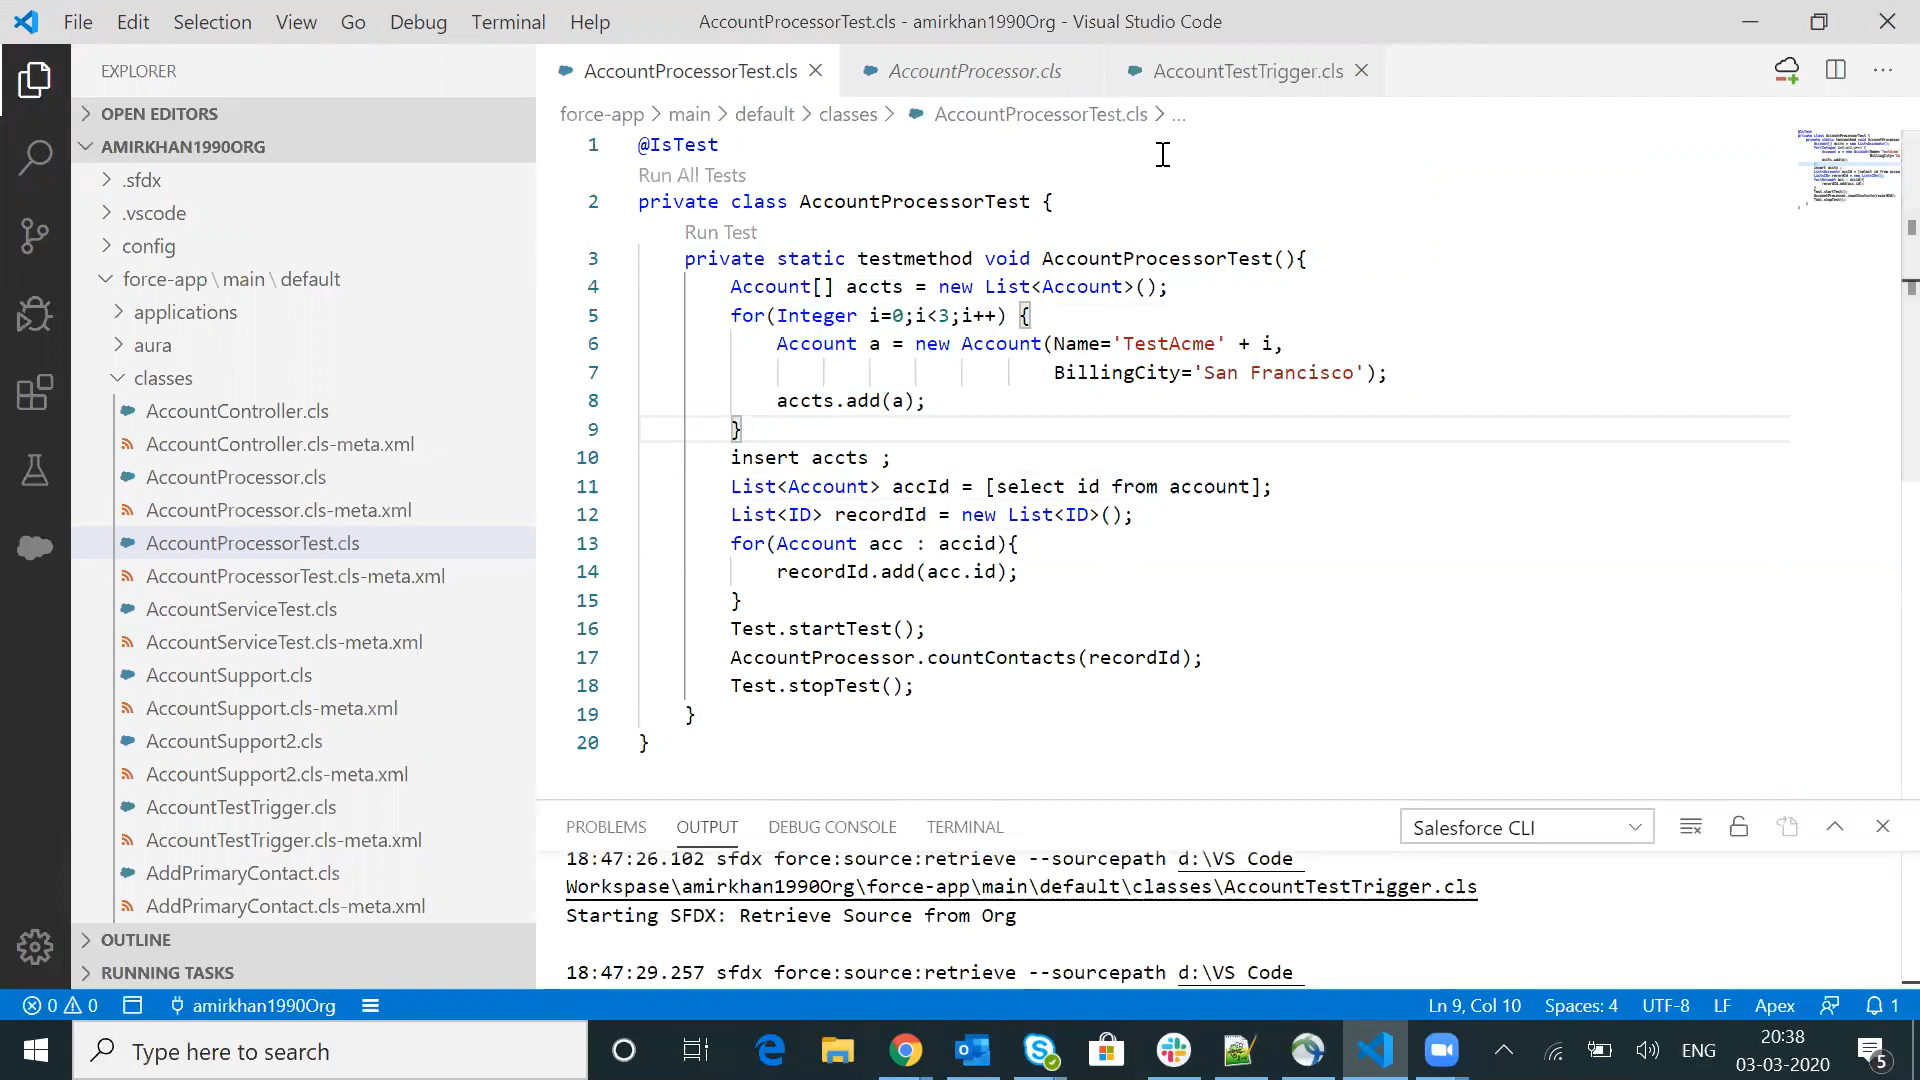 File Edit Selection View Go Debug Terminal Help AccountProcessorTest.cls - amirkhan1990Org - Visual Studio Code
EXPLORER
OPEN EDITORS
AMIRKHAN1990ORG
.sfdx
.vscode
config
force-app \ main \ default
applications
aura
classes
AccountController.cls
AccountController.cls-meta.xml
AccountProcessor.cls
AccountProcessor.cls-meta.xml
AccountProcessorTest.cls
AccountProcessorTest.cls-meta.xml
AccountServiceTest.cls
AccountServiceTest.cls-meta.xml
AccountSupport.cls
AccountSupport.cls-meta.xml
AccountSupport2.cls
AccountSupport2.cls-meta.xml
AccountTestTrigger.cls
AccountTestTrigger.cls-meta.xml
AddPrimaryContact.cls
AddPrimaryContact.cls-meta.xml
OUTLINE
RUNNING TASKS
AccountProcessorTest.cls AccountProcessor.cls AccountTestTrigger.cls
force-app > main > default > classes > AccountProcessorTest.cls > ...
1 @IsTest
Run All Tests
2 private class AccountProcessorTest {
Run Test
3 private static testmethod void AccountProcessorTest(){
4 Account[] accts = new List<Account>();
5 for(Integer i=0;i<3;i++) {
6 Account a = new Account(Name='TestAcme' + i,
7 BillingCity='San Francisco');
8 accts.add(a);
9 }
10 insert accts ;
11 List<Account> accId = [select id from account];
12 List<ID> recordId = new List<ID>();
13 for(Account acc : accid){
14 recordId.add(acc.id);
15 }
16 Test.startTest();
17 AccountProcessor.countContacts(recordId);
18 Test.stopTest();
19 }
20 }
PROBLEMS OUTPUT DEBUG CONSOLE TERMINAL Salesforce CLI
18:47:26.102 sfdx force:source:retrieve --sourcepath d:\VS Code
Workspase\amirkhan1990Org\force-app\main\default\classes\AccountTestTrigger.cls
Starting SFDX: Retrieve Source from Org
18:47:29.257 sfdx force:source:retrieve --sourcepath d:\VS Code
0 0 amirkhan1990Org Ln 9, Col 10 Spaces: 4 UTF-8 LF Apex 1
Type here to search ENG 20:38
03-03-2020 5